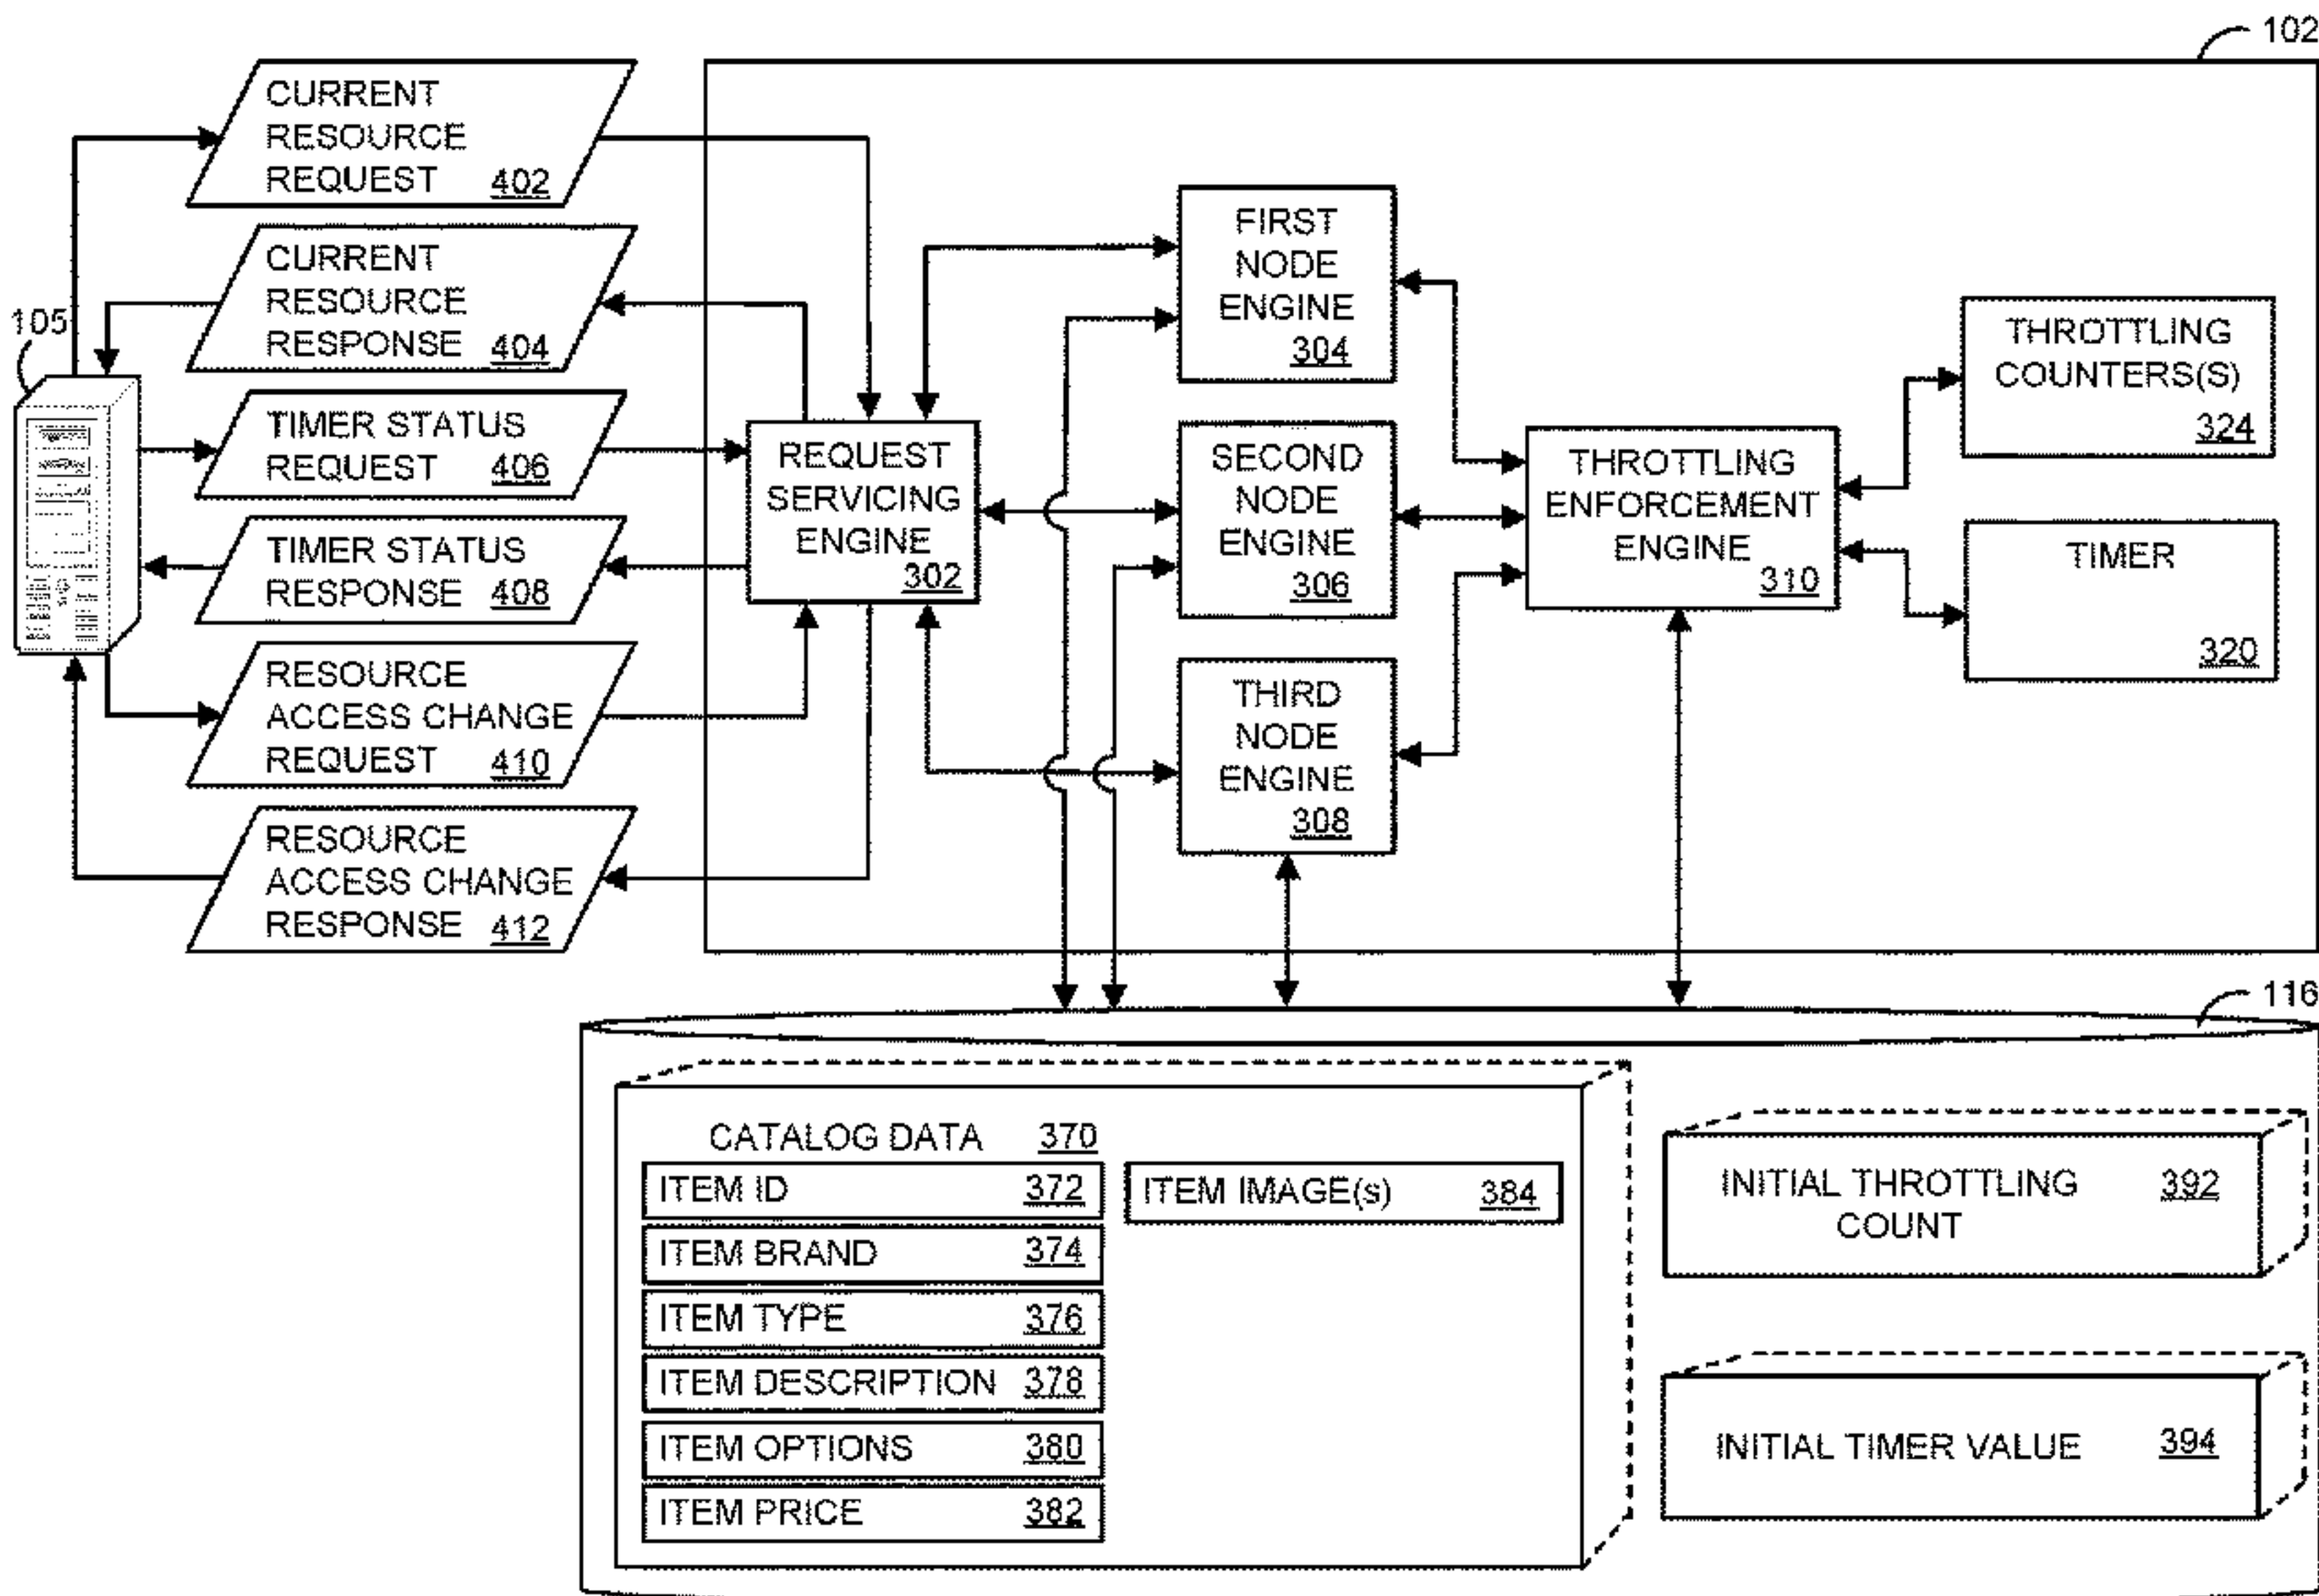 102
CURRENT
RESOURCE
REQUEST 402
CURRENT
RESOURCE
RESPONSE 404
105
TIMER STATUS
REQUEST 406
TIMER STATUS
RESPONSE 408
RESOURCE
ACCESS CHANGE
REQUEST 410
RESOURCE
ACCESS CHANGE
RESPONSE 412
REQUEST
SERVICING
ENGINE
302
FIRST
NODE
ENGINE
304
SECOND
NODE
ENGINE
306
THIRD
NODE
ENGINE
308
THROTTLING
ENFORCEMENT
ENGINE
310
THROTTLING
COUNTERS(S)
324
TIMER
320
116
CATALOG DATA 370
ITEM ID 372
ITEM BRAND 374
ITEM TYPE 376
ITEM DESCRIPTION 378
ITEM OPTIONS 380
ITEM PRICE 382
ITEM IMAGE(s) 384
INITIAL THROTTLING 392
COUNT
INITIAL TIMER VALUE 394